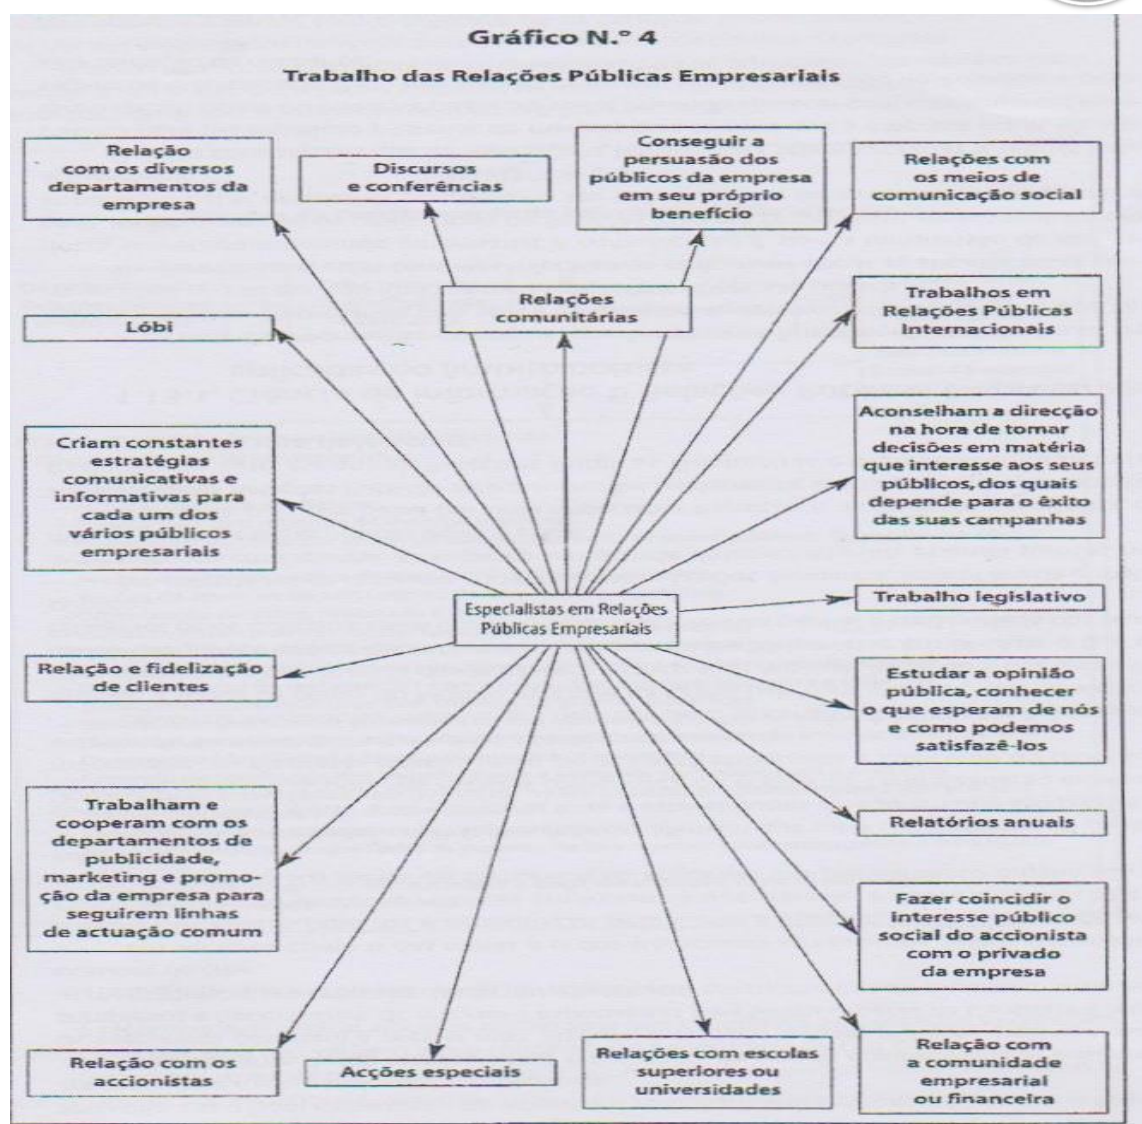 Gráfico N.º 4
Trabalho das Relações Públicas Empresariais
Relação
com os diversos
departamentos da
empresa
Discursos
e conferências
Conseguir a
persuasão dos
públicos da empresa
em seu próprio
benefício
Relações com
os meios de
comunicação social
Relações
comunitárias
Trabalhos em
Relações Públicas
Internacionais
Lóbi
Aconselham a direcção
na hora de tomar
decisões em matéria
que interesse aos seus
públicos, dos quais
depende para o êxito
das suas campanhas
Criam constantes
estratégias
comunicativas e
informativas para
cada um dos
vários públicos
empresariais
Especialistas em Relações
Públicas Empresariais
Trabalho legislativo
Relação e fidelização
de clientes
Estudar a opinião
pública, conhecer
o que esperam de nós
e como podemos
satisfazê-los
Trabalham e
cooperam com os
departamentos de
publicidade,
marketing e promo-
ção da empresa para
seguirem linhas
de actuação comum
Relatórios anuais
Fazer coincidir o
interesse público
social do accionista
com o privado
da empresa
Relação com os
accionistas
Acções especiais
Relações com escolas
superiores ou
universidades
Relação com
a comunidade
empresarial
ou financeira